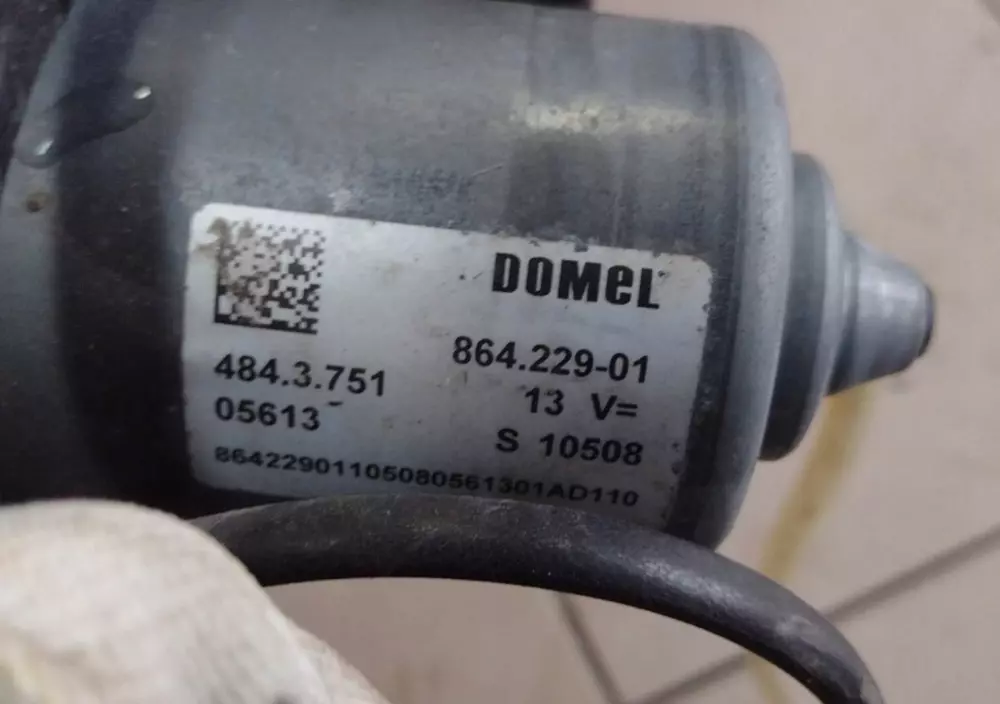 DOMEL
864.229-01
484.3.751
13 V=
05613
S 10508
86422901105080561301AD110